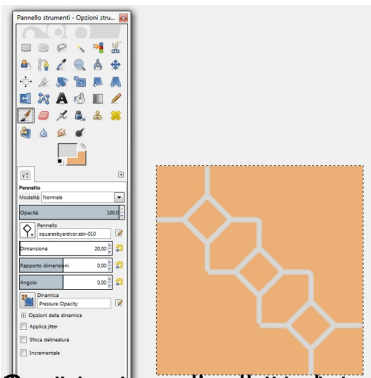 Pannello strumenti - Opzioni stru...
Pennello
Modalità: Normale
Opacità 100,0
Pennello
squaresbyardcor.abr-010
Dimensione 20,00
Rapporto dimensioni 0,00
Angolo 0,00
Dinamica
Pressure Opacity
Opzioni della dinamica
Applica jitter
Sfoca delineatura
Incrementale